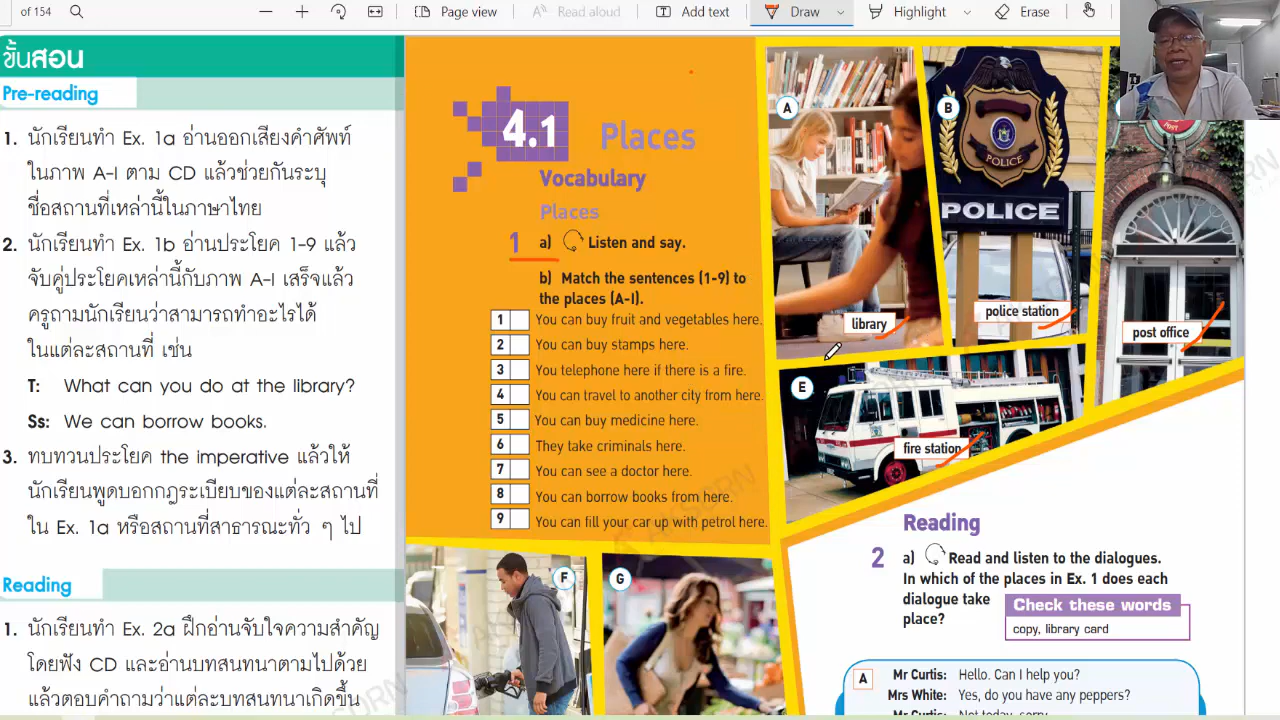 of 154
Page view
Read aloud
Add text
Draw
Highlight
Erase
ขั้นสอน
Pre-reading
1. นักเรียนทำ Ex. 1a อ่านออกเสียงคำศัพท์
ในภาพ A-I ตาม CD แล้วช่วยกันระบุ
ชื่อสถานที่เหล่านี้ในภาษาไทย
2. นักเรียนทำ Ex. 1b อ่านประโยค 1-9 แล้ว
จับคู่ประโยคเหล่านี้กับภาพ A-I เสร็จแล้ว
ครูถามนักเรียนว่าสามารถทำอะไรได้
ในแต่ละสถานที่ เช่น
T: What can you do at the library?
Ss: We can borrow books.
3. ทบทวนประโยค the imperative แล้วให้
นักเรียนพูดบอกกฎระเบียบของแต่ละสถานที่
ใน Ex. 1a หรือสถานที่สาธารณะทั่ว ๆ ไป
Reading
1. นักเรียนทำ Ex. 2a ฝึกอ่านจับใจความสำคัญ
โดยฟัง CD และอ่านบทสนทนาตามไปด้วย
แล้วตอบคำถามว่าแต่ละบทสนทนาเกิดขึ้น
4.1 Places
Vocabulary
Places
1 a) Listen and say.
b) Match the sentences (1-9) to
the places (A-I).
1 You can buy fruit and vegetables here.
2 You can buy stamps here.
3 You telephone here if there is a fire.
4 You can travel to another city from here.
5 You can buy medicine here.
6 They take criminals here.
7 You can see a doctor here.
8 You can borrow books from here.
9 You can fill your car up with petrol here.
A
library
B
POLICE
POLICE
police station
post office
E
fire station
F
G
Reading
2 a) Read and listen to the dialogues.
In which of the places in Ex. 1 does each
dialogue take
place?
Check these words
copy, library card
A
Mr Curtis: Hello. Can I help you?
Mrs White: Yes, do you have any peppers?
Mr Curtis: Not today, sorry.
AKSORN